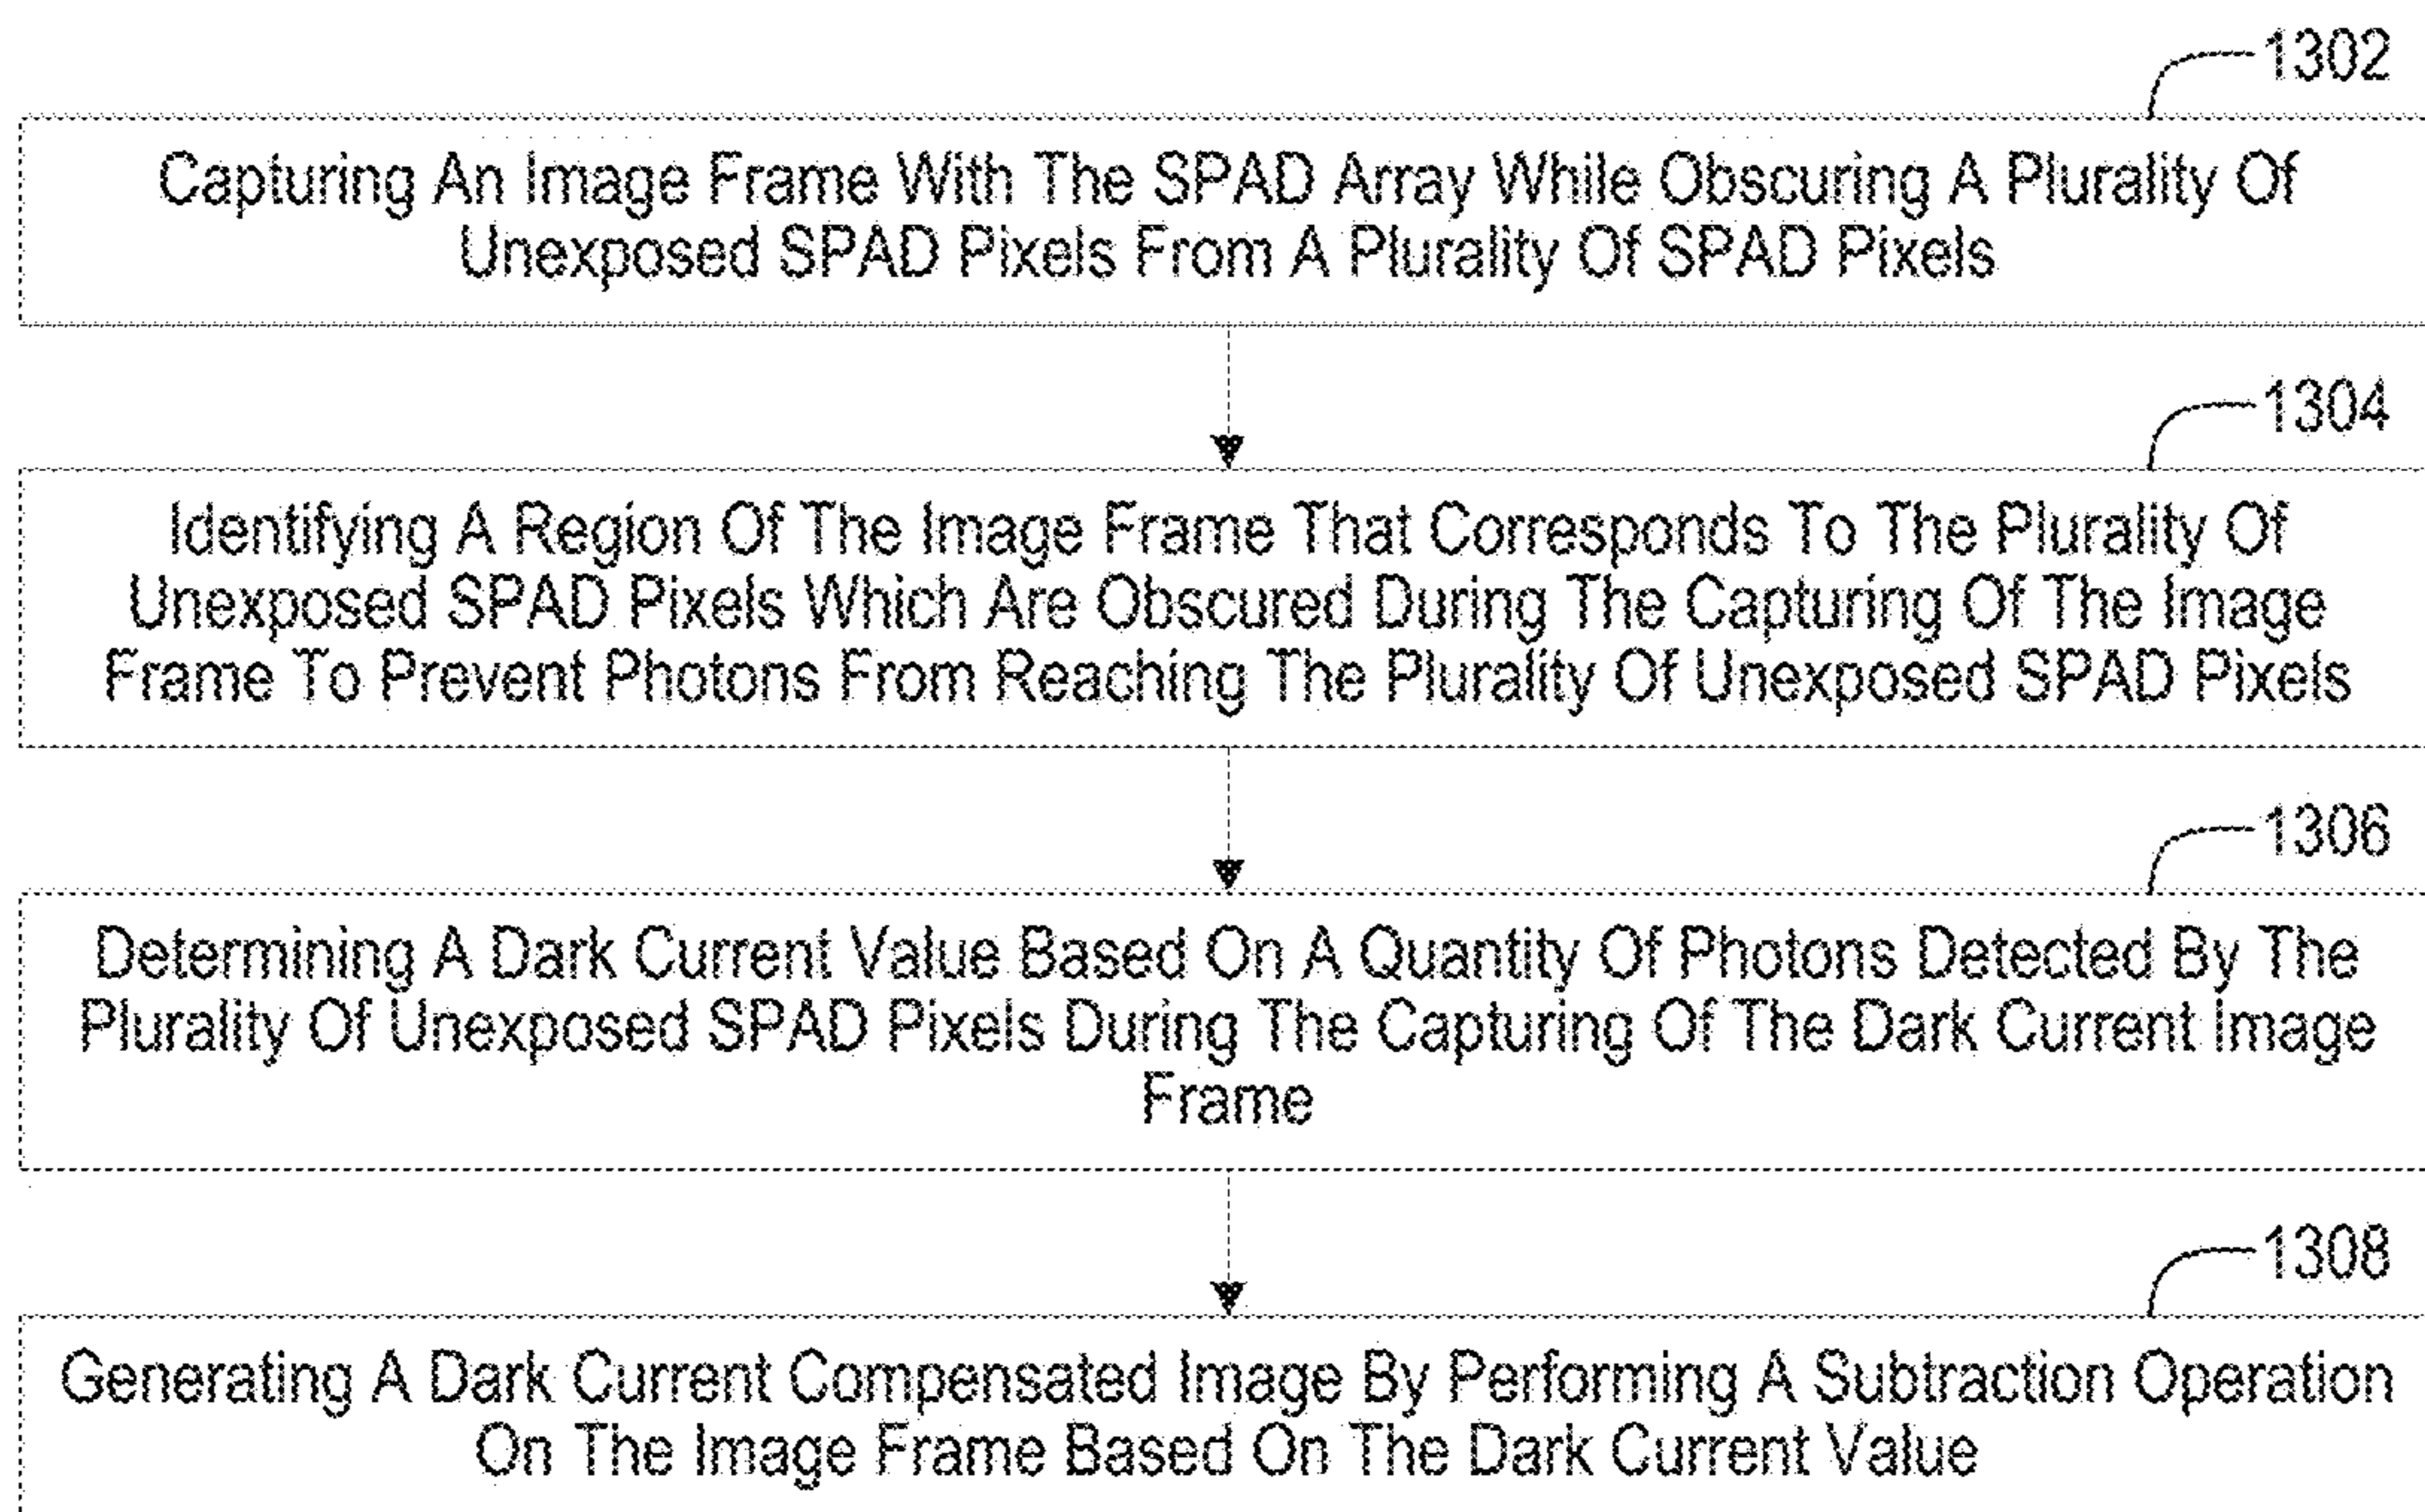 1302
Capturing An Image Frame With The SPAD Array While Obscuring A Plurality Of
Unexposed SPAD Pixels From A Plurality Of SPAD Pixels
1304
Identifying A Region Of The Image Frame That Corresponds To The Plurality Of
Unexposed SPAD Pixels Which Are Obscured During The Capturing Of The Image
Frame To Prevent Photons From Reaching The Plurality Of Unexposed SPAD Pixels
1306
Determining A Dark Current Value Based On A Quantity Of Photons Detected By The
Plurality Of Unexposed SPAD Pixels During The Capturing Of The Dark Current Image
Frame
1308
Generating A Dark Current Compensated Image By Performing A Subtraction Operation
On The Image Frame Based On The Dark Current Value